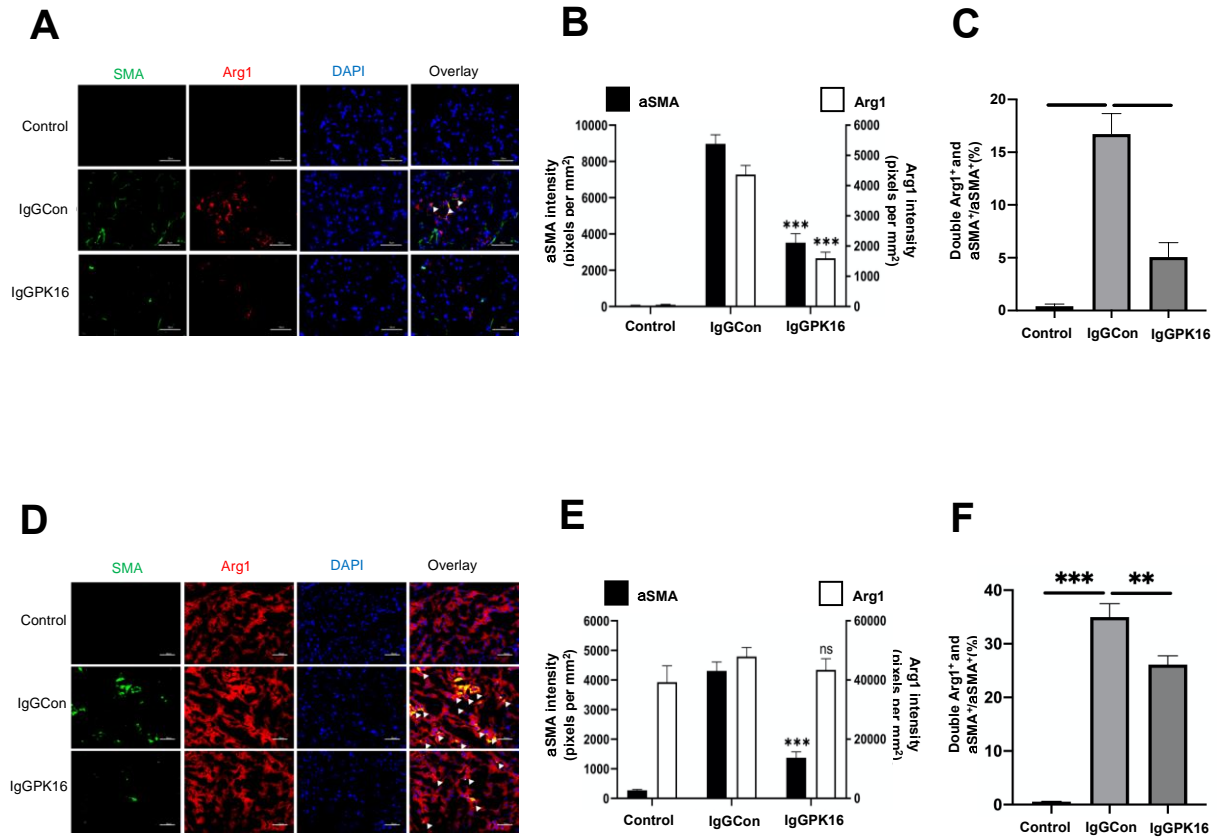 A
SMA
Arg1
DAPI
Overlay
Control
IgGCon
IgGPK16
B
aSMA
Arg1
aSMA intensity
(pixels per mm²)
10000
8000
6000
4000
2000
0
6000
5000
4000
3000
2000
1000
0
Arg1 intensity
(pixels per mm²)
***
***
Control
IgGCon
IgGPK16
C
Double Arg1⁺ and
aSMA⁺/aSMA⁺(%)
20
15
10
5
0
Control
IgGCon
IgGPK16
D
SMA
Arg1
DAPI
Overlay
Control
IgGCon
IgGPK16
E
aSMA
Arg1
aSMA intensity
(pixels per mm²)
6000
5000
4000
3000
2000
1000
0
60000
40000
20000
0
Arg1 intensity
(pixels per mm²)
***
ns
Control
IgGCon
IgGPK16
F
Double Arg1⁺ and
aSMA⁺/aSMA⁺(%)
40
30
20
10
0
***
**
Control
IgGCon
IgGPK16